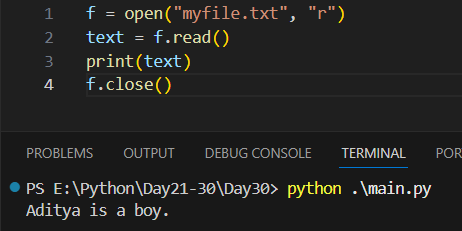 1 f = open("myfile.txt", "r")
2 text = f.read()
3 print(text)
4 f.close()
PROBLEMS OUTPUT DEBUG CONSOLE TERMINAL POR
PS E:\Python\Day21-30\Day30> python .\main.py
Aditya is a boy.